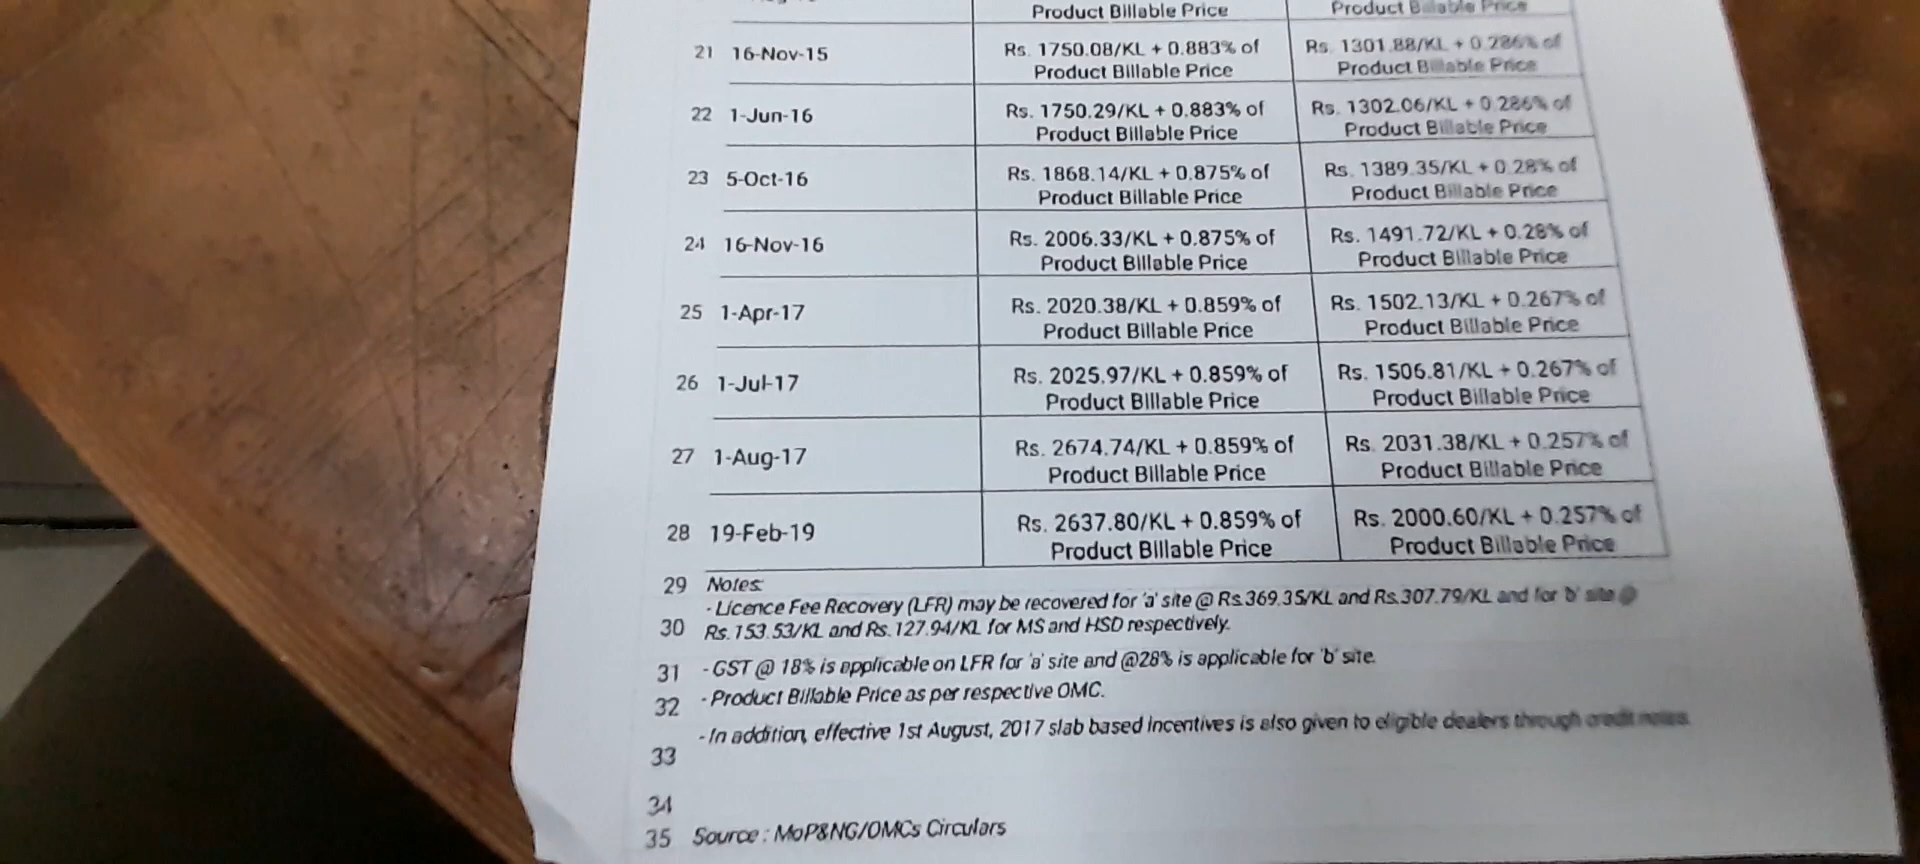 Product Billable Price Product Billable Price
21 16-Nov-15 Rs. 1750.08/KL + 0.883% of Rs. 1301.88/KL + 0.286% of
Product Billable Price Product Billable Price
22 1-Jun-16 Rs. 1750.29/KL + 0.883% of Rs. 1302.06/KL + 0.286% of
Product Billable Price Product Billable Price
23 5-Oct-16 Rs. 1868.14/KL + 0.875% of Rs. 1389.35/KL + 0.28% of
Product Billable Price Product Billable Price
24 16-Nov-16 Rs. 2006.33/KL + 0.875% of Rs. 1491.72/KL + 0.28% of
Product Billable Price Product Billable Price
25 1-Apr-17 Rs. 2020.38/KL + 0.859% of Rs. 1502.13/KL + 0.267% of
Product Billable Price Product Billable Price
26 1-Jul-17 Rs. 2025.97/KL + 0.859% of Rs. 1506.81/KL + 0.267% of
Product Billable Price Product Billable Price
27 1-Aug-17 Rs. 2674.74/KL + 0.859% of Rs. 2031.38/KL + 0.257% of
Product Billable Price Product Billable Price
28 19-Feb-19 Rs. 2637.80/KL + 0.859% of Rs. 2000.60/KL + 0.257% of
Product Billable Price Product Billable Price
29 Notes:
- Licence Fee Recovery (LFR) may be recovered for 'a' site @ Rs.369.35/KL and Rs.307.79/KL and for 'b' site @
30 Rs.153.53/KL and Rs.127.94/KL for MS and HSD respectively.
31 - GST @ 18% is applicable on LFR for 'a' site and @28% is applicable for 'b' site.
32 - Product Billable Price as per respective OMC.
- In addition, effective 1st August, 2017 slab based incentives is also given to eligible dealers through credit notes.
33
34
35 Source : MoP&NG/OMCs Circulars